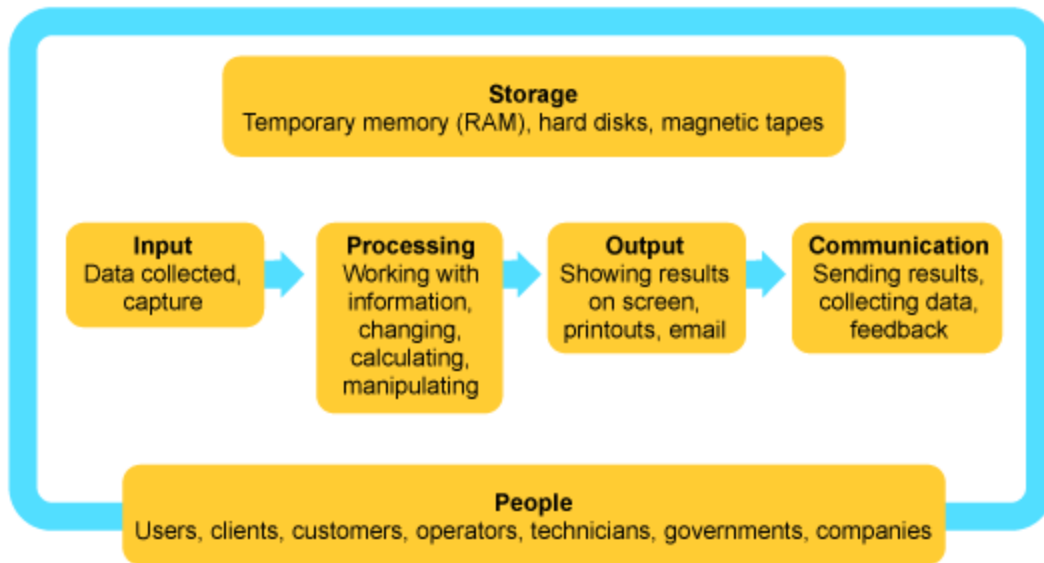 Storage
Temporary memory (RAM), hard disks, magnetic tapes
Input
Data collected,
capture
Processing
Working with
information,
changing,
calculating,
manipulating
Output
Showing results
on screen,
printouts, email
Communication
Sending results,
collecting data,
feedback
People
Users, clients, customers, operators, technicians, governments, companies